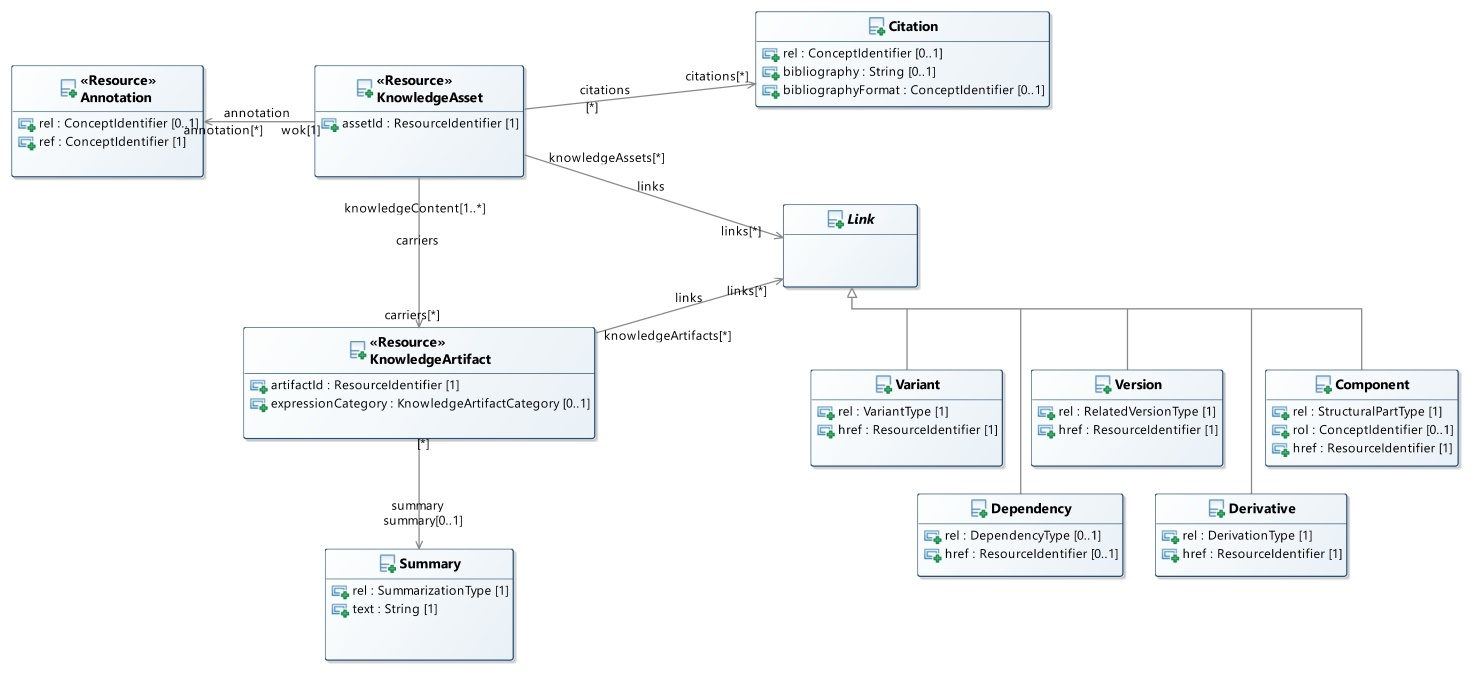 Citation
rel : ConceptIdentifier [0..1]
bibliography : String [0..1]
bibliographyFormat : ConceptIdentifier [0..1]
«Resource»
Annotation
rel : ConceptIdentifier [0..1]
ref : ConceptIdentifier [1]
annotation
annotation[*]
wok[1]
«Resource»
KnowledgeAsset
assetId : ResourceIdentifier [1]
citations
[*]
citations[*]
knowledgeAssets[*]
links
links[*]
knowledgeContent[1..*]
carriers
carriers[*]
Link
links
links[*]
knowledgeArtifacts[*]
«Resource»
KnowledgeArtifact
artifactId : ResourceIdentifier [1]
expressionCategory : KnowledgeArtifactCategory [0..1]
[*]
summary
summary[0..1]
Summary
rel : SummarizationType [1]
text : String [1]
Variant
rel : VariantType [1]
href : ResourceIdentifier [1]
Version
rel : RelatedVersionType [1]
href : ResourceIdentifier [1]
Component
rel : StructuralPartType [1]
rol : ConceptIdentifier [0..1]
href : ResourceIdentifier [1]
Dependency
rel : DependencyType [0..1]
href : ResourceIdentifier [0..1]
Derivative
rel : DerivationType [1]
href : ResourceIdentifier [1]